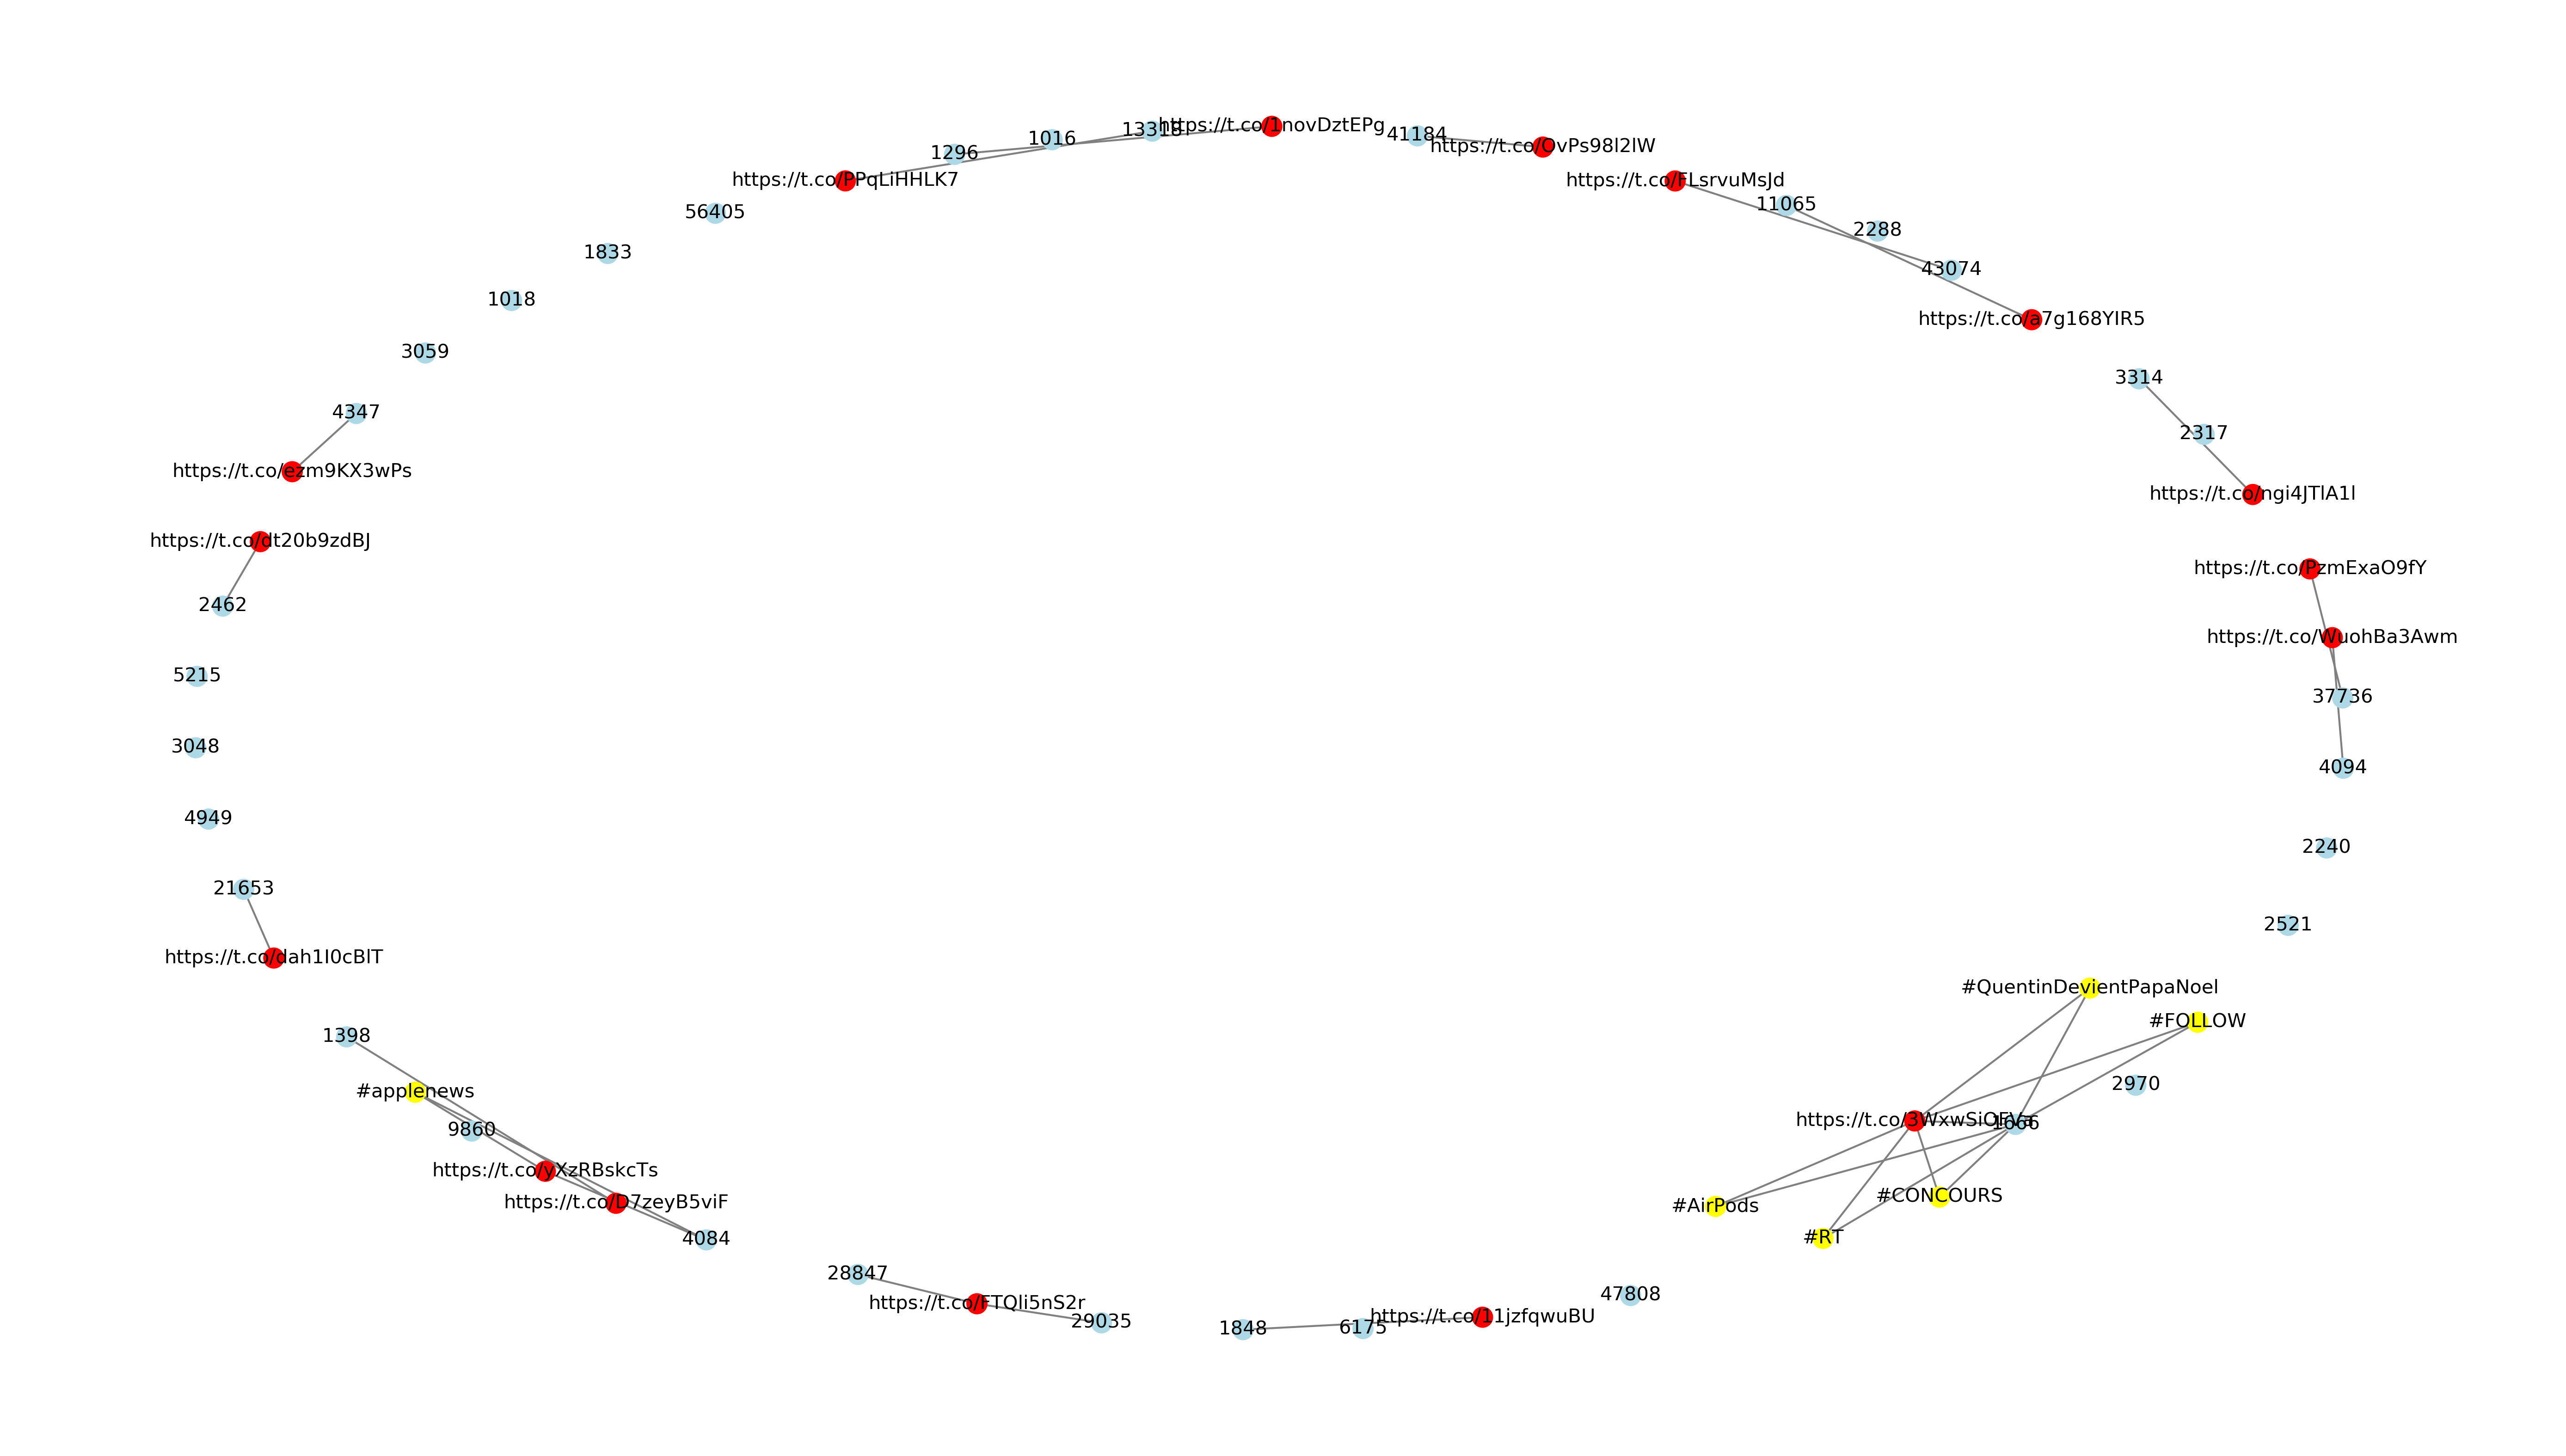 https://t.co/1novDztEPg
13318
41184
1016
https://t.co/OvPs98l2lW
1296
https://t.co/PPqLiHHLK7
https://t.co/FLsrvuMsJd
11065
56405
2288
1833
43074
1018
https://t.co/a7g168YIR5
3059
3314
4347
2317
https://t.co/ezm9KX3wPs
https://t.co/ngi4JTlA1l
https://t.co/dt20b9zdBJ
https://t.co/PzmExaO9fY
2462
https://t.co/WuohBa3Awm
5215
37736
3048
4094
4949
2240
21653
2521
https://t.co/dah1I0cBlT
#QuentinDevientPapaNoel
#FOLLOW
1398
2970
#applenews
1666
9860
https://t.co/yXzRBskcTs
#CONCOURS
https://t.co/D7zeyB5viF
#AirPods
#RT
4084
28847
47808
https://t.co/FTQli5nS2r
https://t.co/11jzfqwuBU
29035
1848
6175